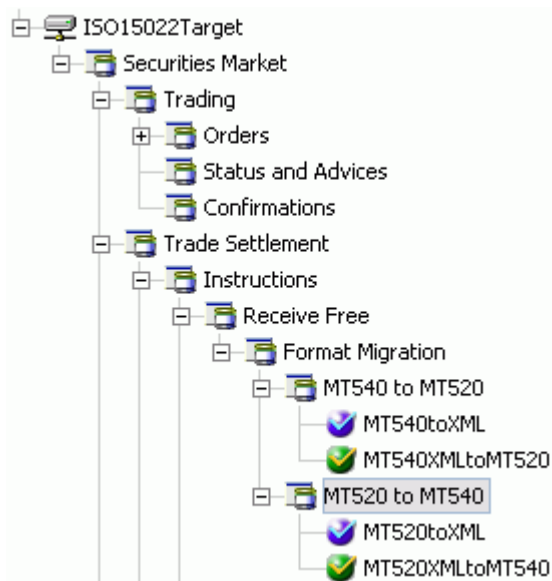 ISO15022Target
Securities Market
Trading
Orders
Status and Advices
Confirmations
Trade Settlement
Instructions
Receive Free
Format Migration
MT540 to MT520
MT540toXML
MT540XMLtoMT520
MT520 to MT540
MT520toXML
MT520XMLtoMT540